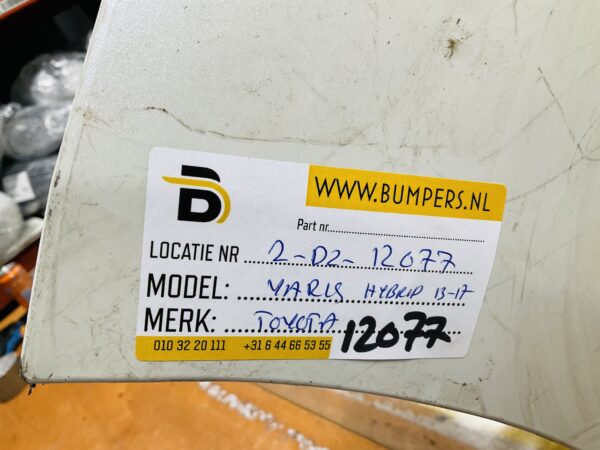 WWW.BUMPERS.NL
Part nr
LOCATIE NR 2-D2-12077
MODEL: YARIS HYBRID 13-17
MERK: TOYOTA 12077
010 32 20 111 +31 6 44 66 53 55